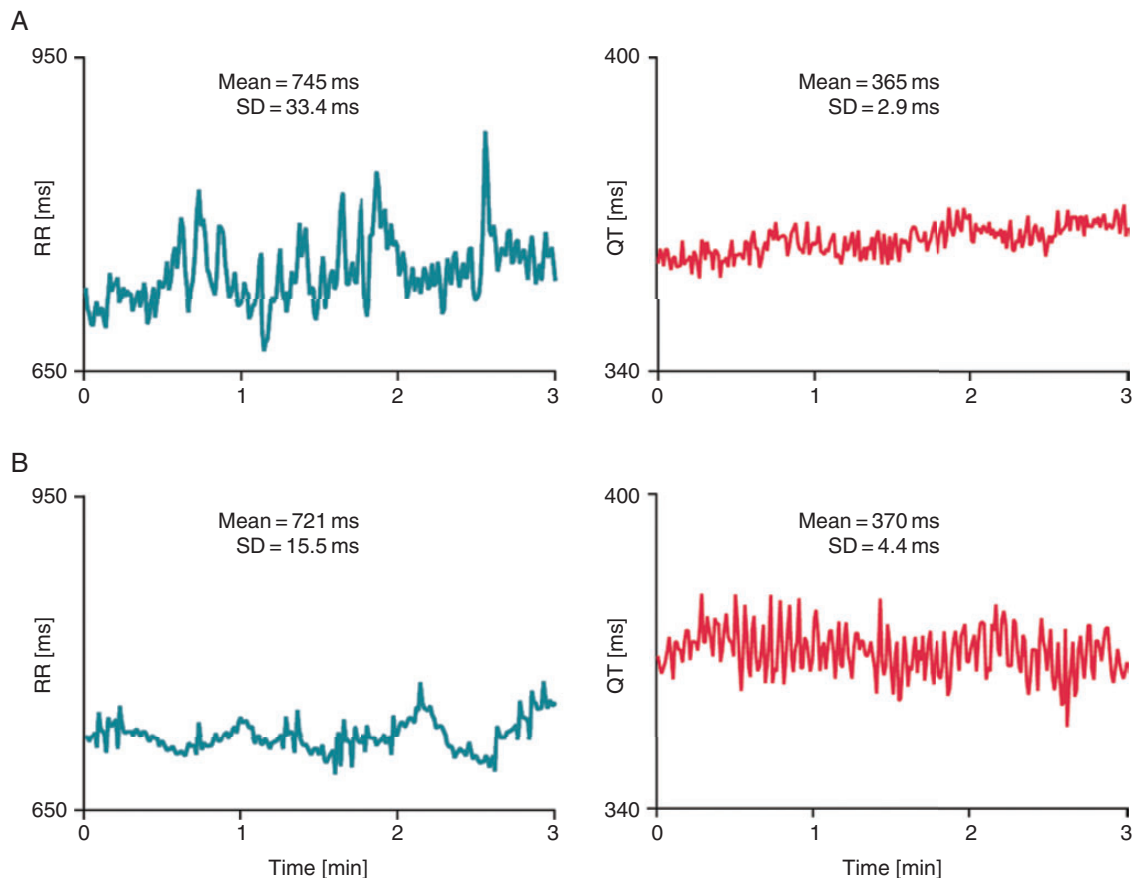 A
950
Mean = 745 ms
SD = 33.4 ms
RR [ms]
650
0 1 2 3
400
Mean = 365 ms
SD = 2.9 ms
QT [ms]
340
0 1 2 3
B
950
Mean = 721 ms
SD = 15.5 ms
RR [ms]
650
0 1 2 3
Time [min]
400
Mean = 370 ms
SD = 4.4 ms
QT [ms]
340
0 1 2 3
Time [min]